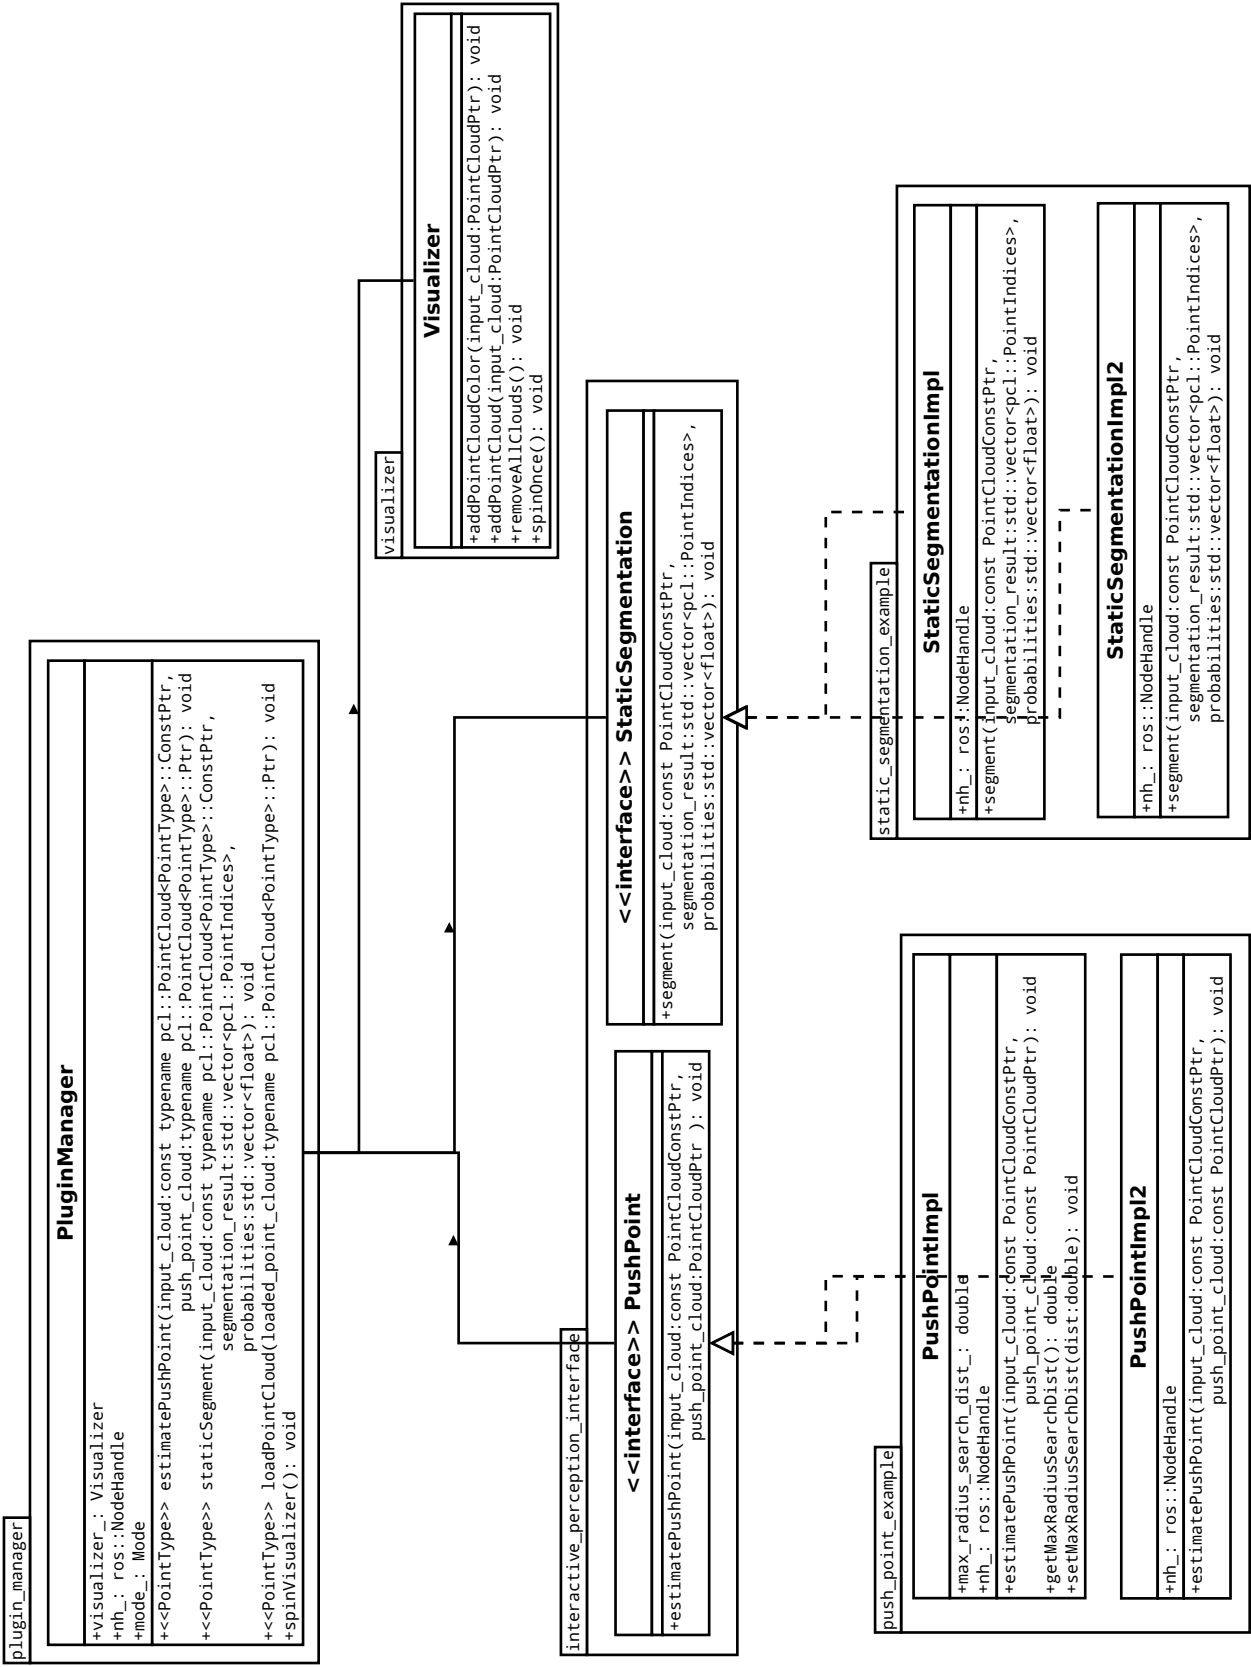 plugin_manager
PluginManager
+visualizer_: Visualizer
+nh_: ros::NodeHandle
+mode_: Mode
+<<PointType>> estimatePushPoint(input_cloud:const typename pcl::PointCloud<PointType>::ConstPtr,
push_point_cloud:typename pcl::PointCloud<PointType>::Ptr): void
+<<PointType>> staticSegment(input_cloud:const typename pcl::PointCloud<PointType>::ConstPtr,
segmentation_result:std::vector<pcl::PointIndices>,
probabilities:std::vector<float>): void
+<<PointType>> loadPointCloud(loaded_point_cloud:typename pcl::PointCloud<PointType>::Ptr): void
+spinVisualizer(): void
visualizer
Visualizer
+addPointCloudColor(input_cloud:PointCloudPtr): void
+addPointCloud(input_cloud:PointCloudPtr): void
+removeAllClouds(): void
+spinOnce(): void
interactive_perception_interface
<<interface>> PushPoint
+estimatePushPoint(input_cloud:const PointCloudConstPtr,
push_point_cloud:PointCloudPtr ): void
<<interface>> StaticSegmentation
+segment(input_cloud:const PointCloudConstPtr,
segmentation_result:std::vector<pcl::PointIndices>,
probabilities:std::vector<float>): void
push_point_example
PushPointImpl
+max_radius_search_dist_: double
+nh_: ros::NodeHandle
+estimatePushPoint(input_cloud:const PointCloudConstPtr,
push_point_cloud:const PointCloudPtr): void
+getMaxRadiusSearchDist(): double
+setMaxRadiusSearchDist(dist:double): void
PushPointImpl2
+nh_: ros::NodeHandle
+estimatePushPoint(input_cloud:const PointCloudConstPtr,
push_point_cloud:const PointCloudPtr): void
static_segmentation_example
StaticSegmentationImpl
+nh_: ros::NodeHandle
+segment(input_cloud:const PointCloudConstPtr,
segmentation_result:std::vector<pcl::PointIndices>,
probabilities:std::vector<float>): void
StaticSegmentationImpl2
+nh_: ros::NodeHandle
+segment(input_cloud:const PointCloudConstPtr,
segmentation_result:std::vector<pcl::PointIndices>,
probabilities:std::vector<float>): void